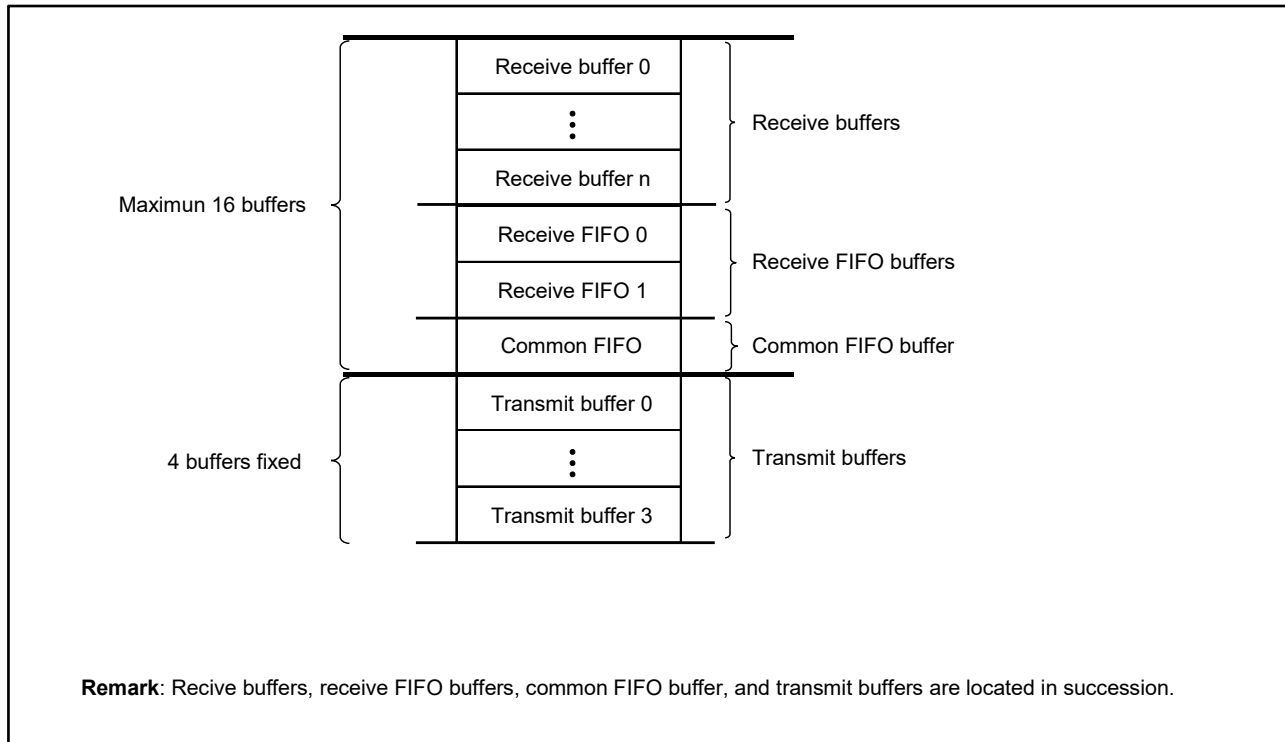 Receive buffer 0
Receive buffers
Receive buffer n
Maximun 16 buffers
Receive FIFO 0
Receive FIFO buffers
Receive FIFO 1
Common FIFO
Common FIFO buffer
Transmit buffer 0
4 buffers fixed
Transmit buffers
Transmit buffer 3
Remark: Recive buffers, receive FIFO buffers, common FIFO buffer, and transmit buffers are located in succession.